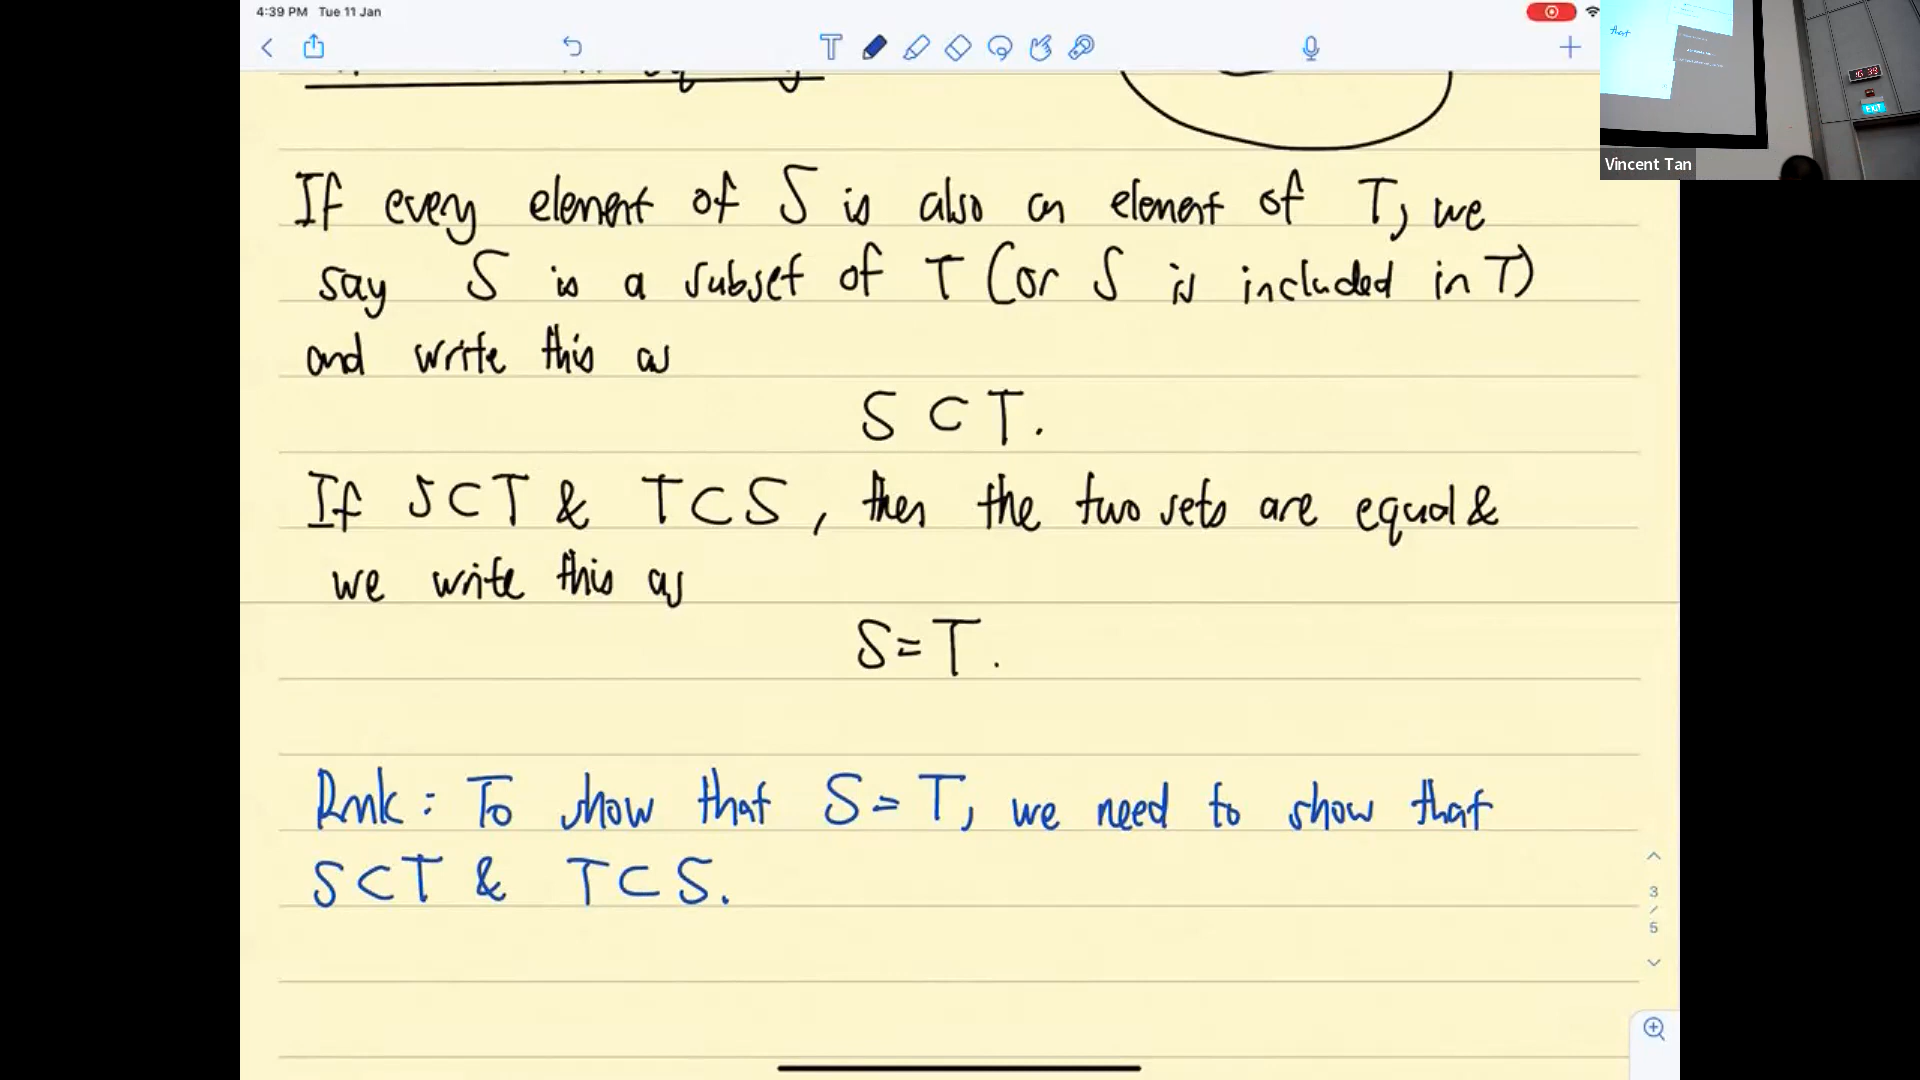 4:39 PM Tue 11 Jan
that
EXIT
Vincent Tan
If every element of S is also an element of T, we
say S is a subset of T (or S is included in T)
and write this as
S ⊂ T.
If S⊂T & T⊂S, then the two sets are equal &
we write this as
S=T.
Rmk: To show that S=T, we need to show that
S⊂T & T⊂S.
3
/
5